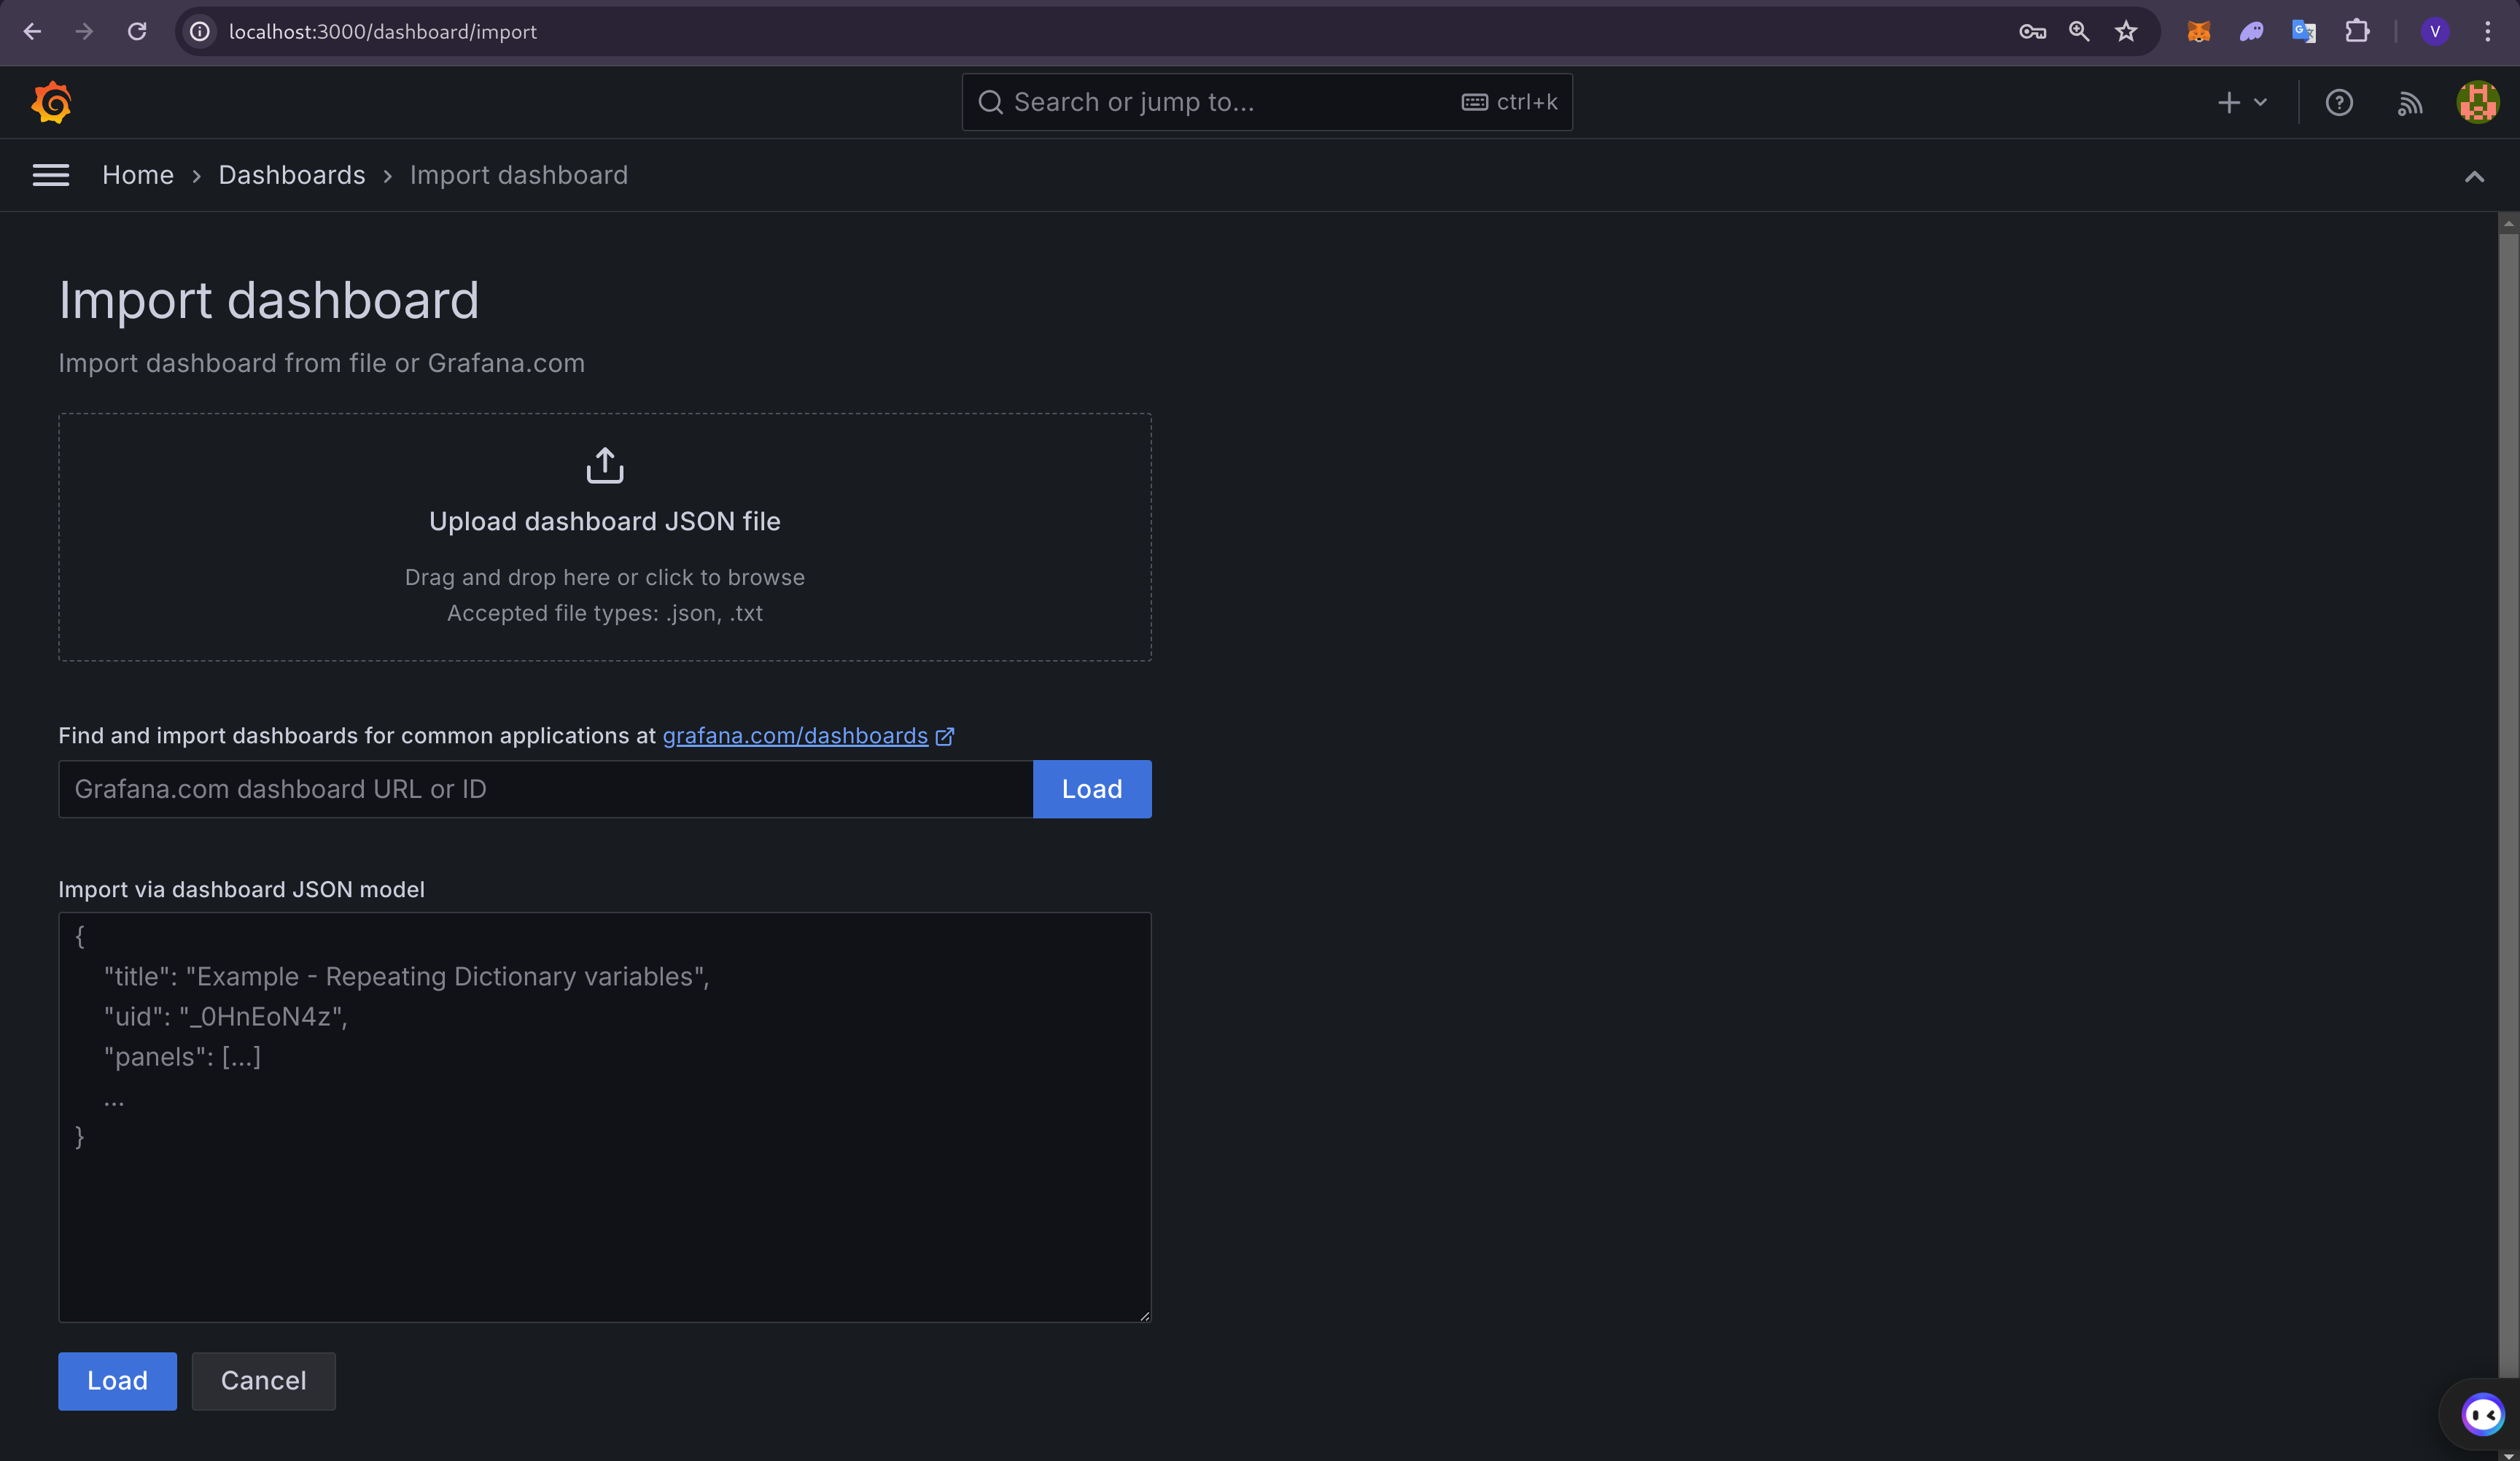 localhost:3000/dashboard/import
V
Search or jump to...
ctrl+k
Home
Dashboards
Import dashboard
Import dashboard
Import dashboard from file or Grafana.com
Upload dashboard JSON file
Drag and drop here or click to browse
Accepted file types: .json, .txt
Find and import dashboards for common applications at grafana.com/dashboards
Grafana.com dashboard URL or ID
Load
Import via dashboard JSON model
{
"title": "Example - Repeating Dictionary variables",
"uid": "_0HnEoN4z",
"panels": [...]
...
}
Load
Cancel